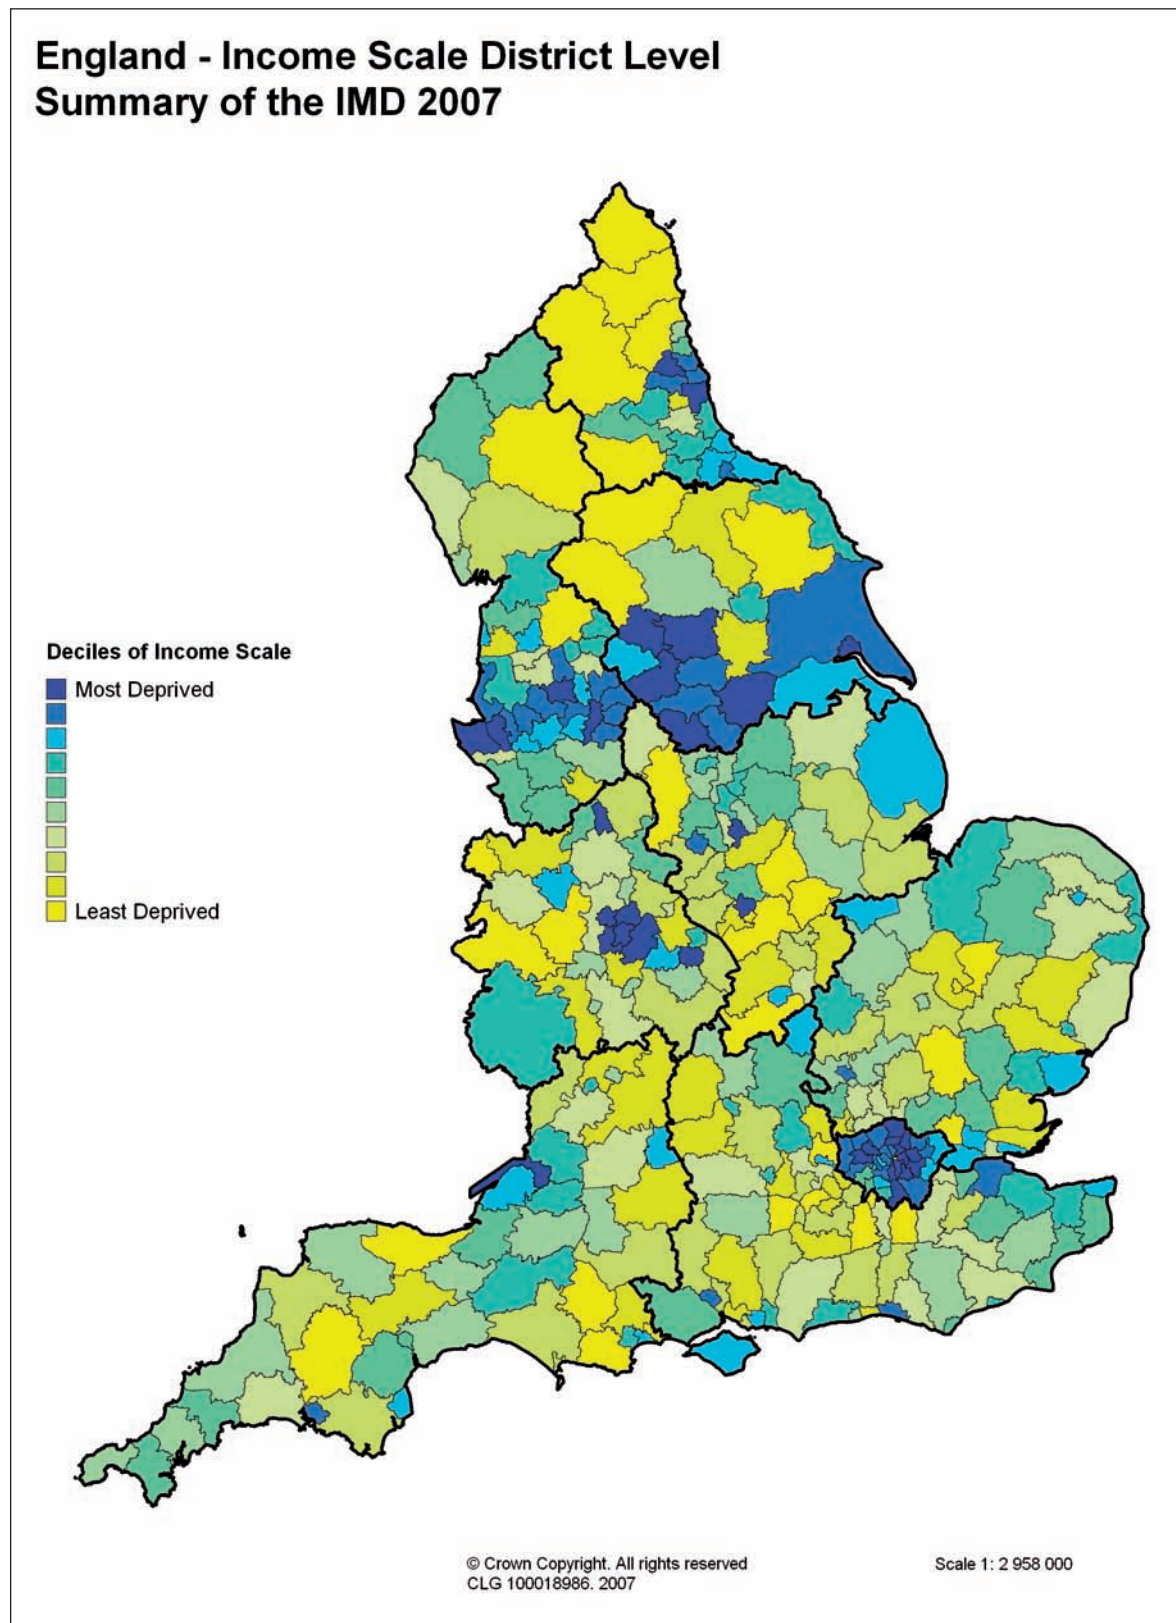 England - Income Scale District Level
Summary of the IMD 2007
Deciles of Income Scale
Most Deprived
Least Deprived
© Crown Copyright. All rights reserved
CLG 100018986. 2007
Scale 1: 2 958 000